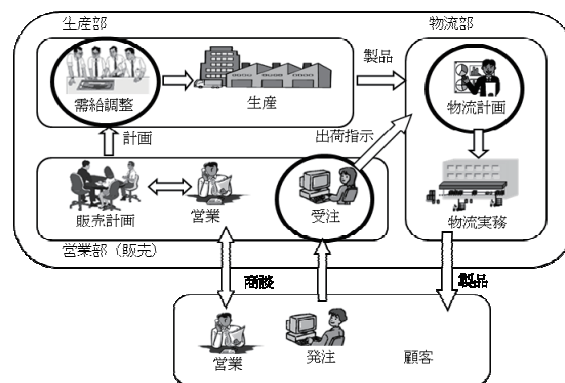 生産部
物流部
製品
需給調整
生産
物流計画
計画
出荷指示
販売計画
営業
受注
物流実務
営業部（販売）
商談
製品
営業
発注
顧客